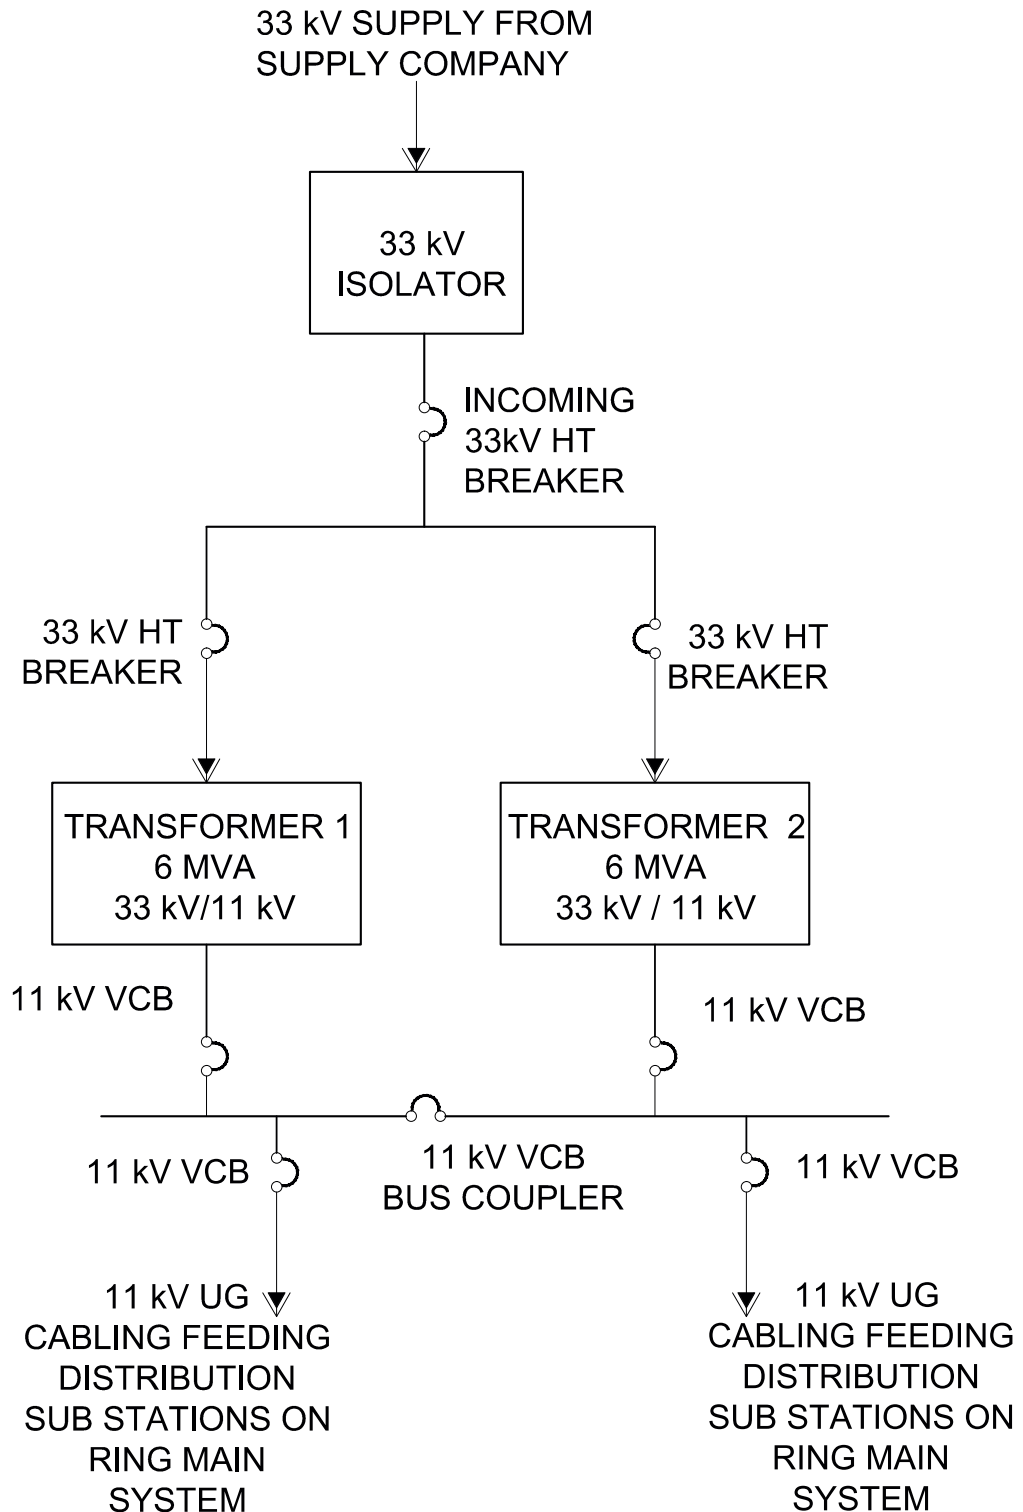 33 kV SUPPLY FROM
SUPPLY COMPANY
33 kV
ISOLATOR
INCOMING
33kV HT
BREAKER
33 kV HT
BREAKER
33 kV HT
BREAKER
TRANSFORMER 1
6 MVA
33 kV/11 kV
TRANSFORMER 2
6 MVA
33 kV / 11 kV
11 kV VCB
11 kV VCB
11 kV VCB
11 kV VCB
BUS COUPLER
11 kV VCB
11 kV UG
CABLING FEEDING
DISTRIBUTION
SUB STATIONS ON
RING MAIN
SYSTEM
11 kV UG
CABLING FEEDING
DISTRIBUTION
SUB STATIONS ON
RING MAIN
SYSTEM